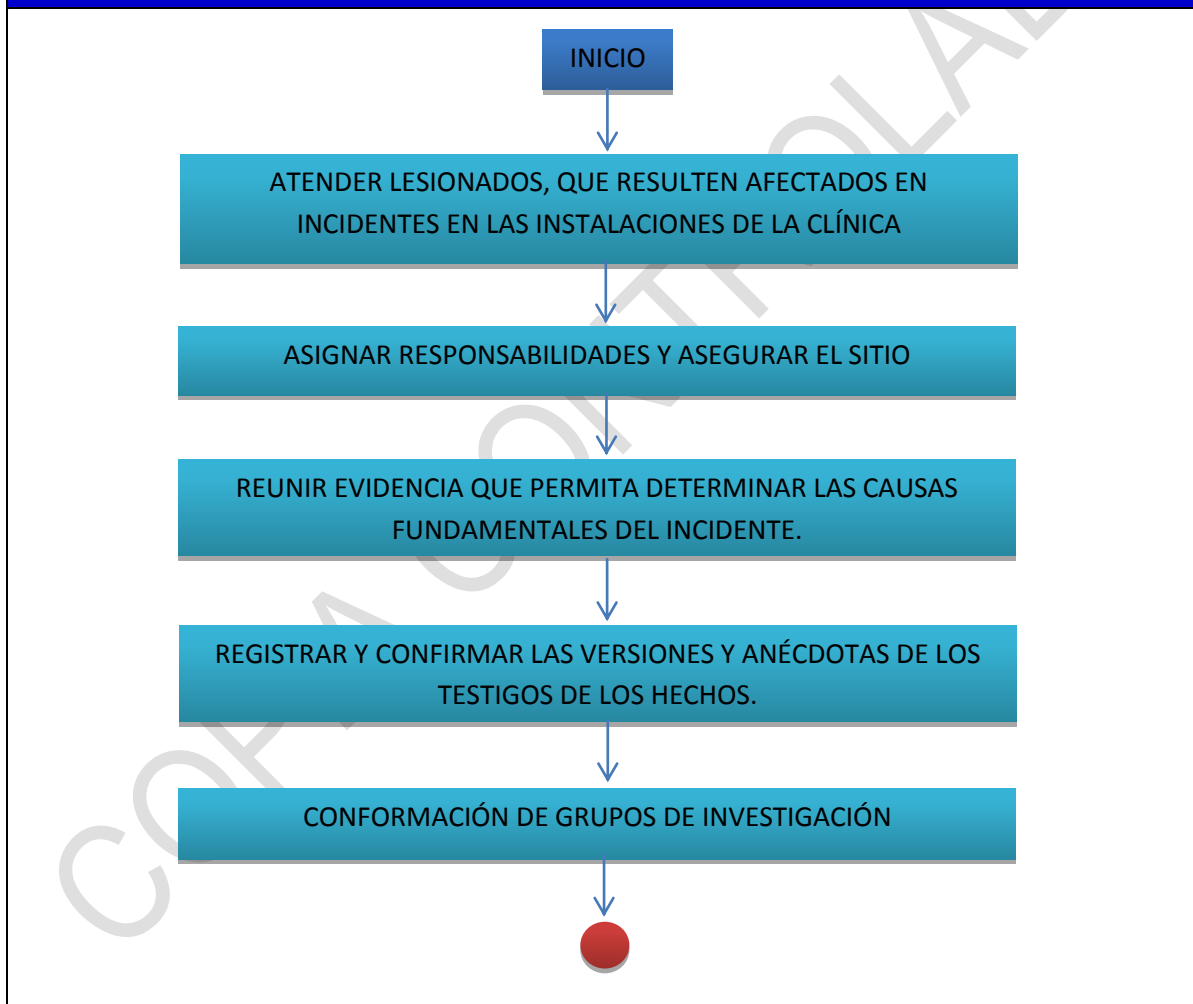 INICIO
ATENDER LESIONADOS, QUE RESULTEN AFECTADOS EN
INCIDENTES EN LAS INSTALACIONES DE LA CLÍNICA
ASIGNAR RESPONSABILIDADES Y ASEGURAR EL SITIO
REUNIR EVIDENCIA QUE PERMITA DETERMINAR LAS CAUSAS
FUNDAMENTALES DEL INCIDENTE.
REGISTRAR Y CONFIRMAR LAS VERSIONES Y ANÉCDOTAS DE LOS
TESTIGOS DE LOS HECHOS.
CONFORMACIÓN DE GRUPOS DE INVESTIGACIÓN